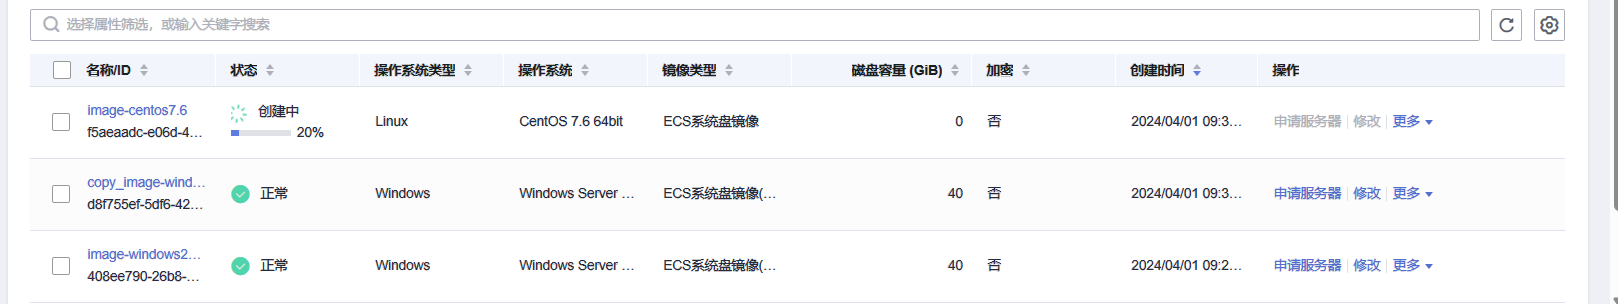 选择属性筛选，或输入关键字搜索
名称/ID 状态 操作系统类型 操作系统 镜像类型 磁盘容量 (GiB) 加密 创建时间 操作
image-centos7.6
f5aeaadc-e06d-4...
创建中
20%
Linux CentOS 7.6 64bit ECS系统盘镜像 0 否 2024/04/01 09:3... 申请服务器 修改 更多
copy_image-wind...
d8f755ef-5df6-42...
正常 Windows Windows Server ... ECS系统盘镜像(... 40 否 2024/04/01 09:3... 申请服务器 修改 更多
image-windows2...
408ee790-26b8-...
正常 Windows Windows Server ... ECS系统盘镜像(... 40 否 2024/04/01 09:2... 申请服务器 修改 更多